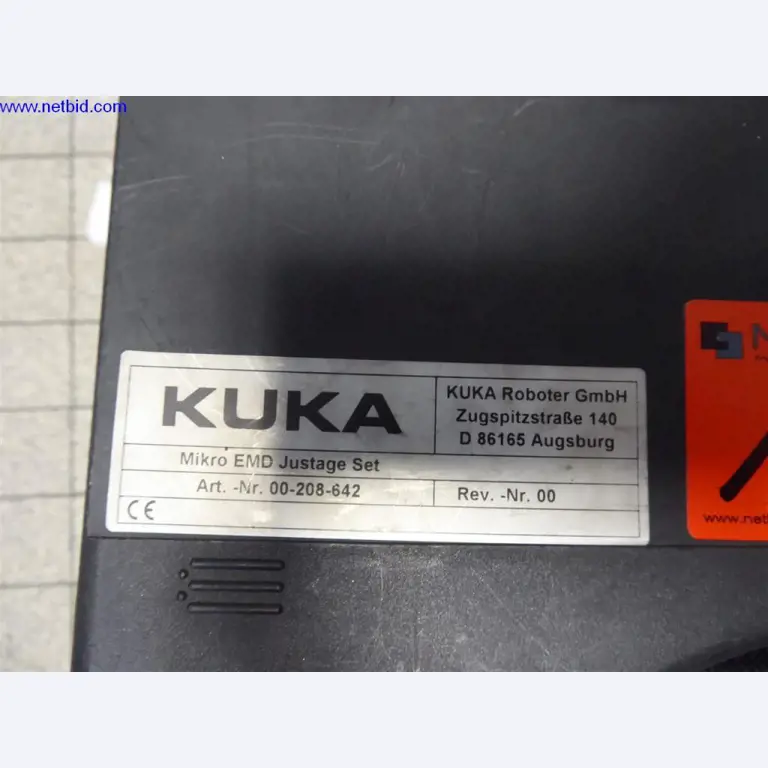 www.netbid.com
KUKA
KUKA Roboter GmbH
Zugspitzstraße 140
D 86165 Augsburg
Mikro EMD Justage Set
Art. -Nr. 00-208-642
Rev. -Nr. 00
CE
www.net